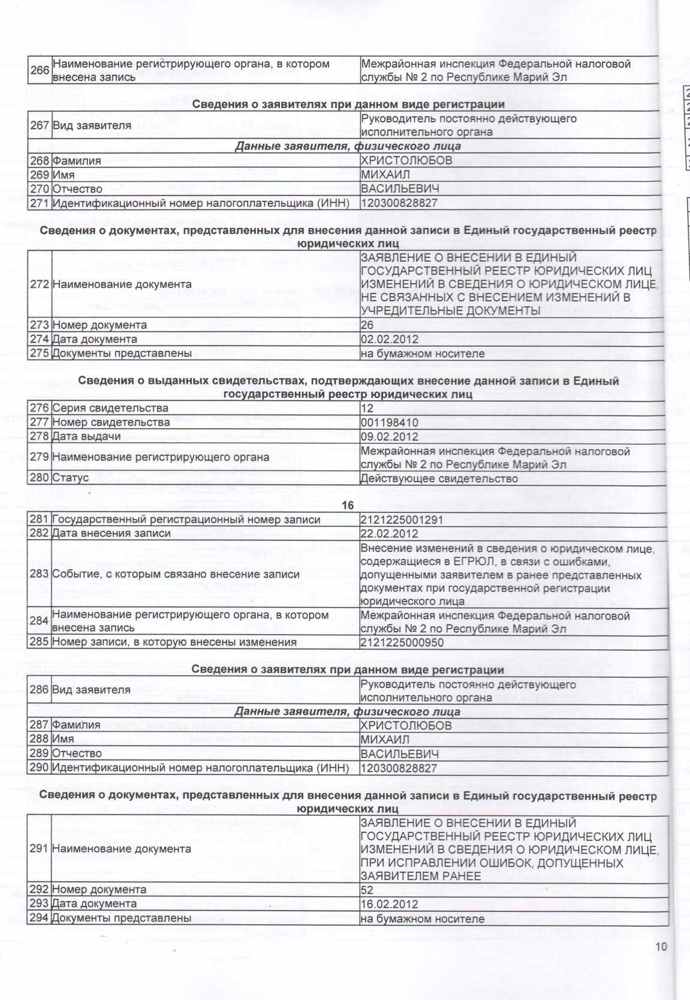 266 Наименование регистрирующего органа, в котором внесена запись Межрайонная инспекция Федеральной налоговой
службы № 2 по Республике Марий Эл
Сведения о заявителях при данном виде регистрации
267 Вид заявителя Руководитель постоянно действующего
исполнительного органа
Данные заявителя, физического лица
268 Фамилия ХРИСТОЛЮБОВ
269 Имя МИХАИЛ
270 Отчество ВАСИЛЬЕВИЧ
271 Идентификационный номер налогоплательщика (ИНН) 120300828827
Сведения о документах, представленных для внесения данной записи в Единый государственный реестр
юридических лиц
272 Наименование документа ЗАЯВЛЕНИЕ О ВНЕСЕНИИ В ЕДИНЫЙ
ГОСУДАРСТВЕННЫЙ РЕЕСТР ЮРИДИЧЕСКИХ ЛИЦ
ИЗМЕНЕНИЙ В СВЕДЕНИЯ О ЮРИДИЧЕСКОМ ЛИЦЕ,
НЕ СВЯЗАННЫХ С ВНЕСЕНИЕМ ИЗМЕНЕНИЙ В
УЧРЕДИТЕЛЬНЫЕ ДОКУМЕНТЫ
273 Номер документа 26
274 Дата документа 02.02.2012
275 Документы представлены на бумажном носителе
Сведения о выданных свидетельствах, подтверждающих внесение данной записи в Единый
государственный реестр юридических лиц
276 Серия свидетельства 12
277 Номер свидетельства 001198410
278 Дата выдачи 09.02.2012
279 Наименование регистрирующего органа Межрайонная инспекция Федеральной налоговой
службы № 2 по Республике Марий Эл
280 Статус Действующее свидетельство
16
281 Государственный регистрационный номер записи 2121225001291
282 Дата внесения записи 22.02.2012
283 Событие, с которым связано внесение записи Внесение изменений в сведения о юридическом лице,
содержащиеся в ЕГРЮЛ, в связи с ошибками,
допущенными заявителем в ранее представленных
документах при государственной регистрации
юридического лица
284 Наименование регистрирующего органа, в котором внесена запись Межрайонная инспекция Федеральной налоговой
службы № 2 по Республике Марий Эл
285 Номер записи, в которую внесены изменения 2121225000950
Сведения о заявителях при данном виде регистрации
286 Вид заявителя Руководитель постоянно действующего
исполнительного органа
Данные заявителя, физического лица
287 Фамилия ХРИСТОЛЮБОВ
288 Имя МИХАИЛ
289 Отчество ВАСИЛЬЕВИЧ
290 Идентификационный номер налогоплательщика (ИНН) 120300828827
Сведения о документах, представленных для внесения данной записи в Единый государственный реестр
юридических лиц
291 Наименование документа ЗАЯВЛЕНИЕ О ВНЕСЕНИИ В ЕДИНЫЙ
ГОСУДАРСТВЕННЫЙ РЕЕСТР ЮРИДИЧЕСКИХ ЛИЦ
ИЗМЕНЕНИЙ В СВЕДЕНИЯ О ЮРИДИЧЕСКОМ ЛИЦЕ,
ПРИ ИСПРАВЛЕНИИ ОШИБОК, ДОПУЩЕННЫХ
ЗАЯВИТЕЛЕМ РАНЕЕ
292 Номер документа 52
293 Дата документа 16.02.2012
294 Документы представлены на бумажном носителе
10